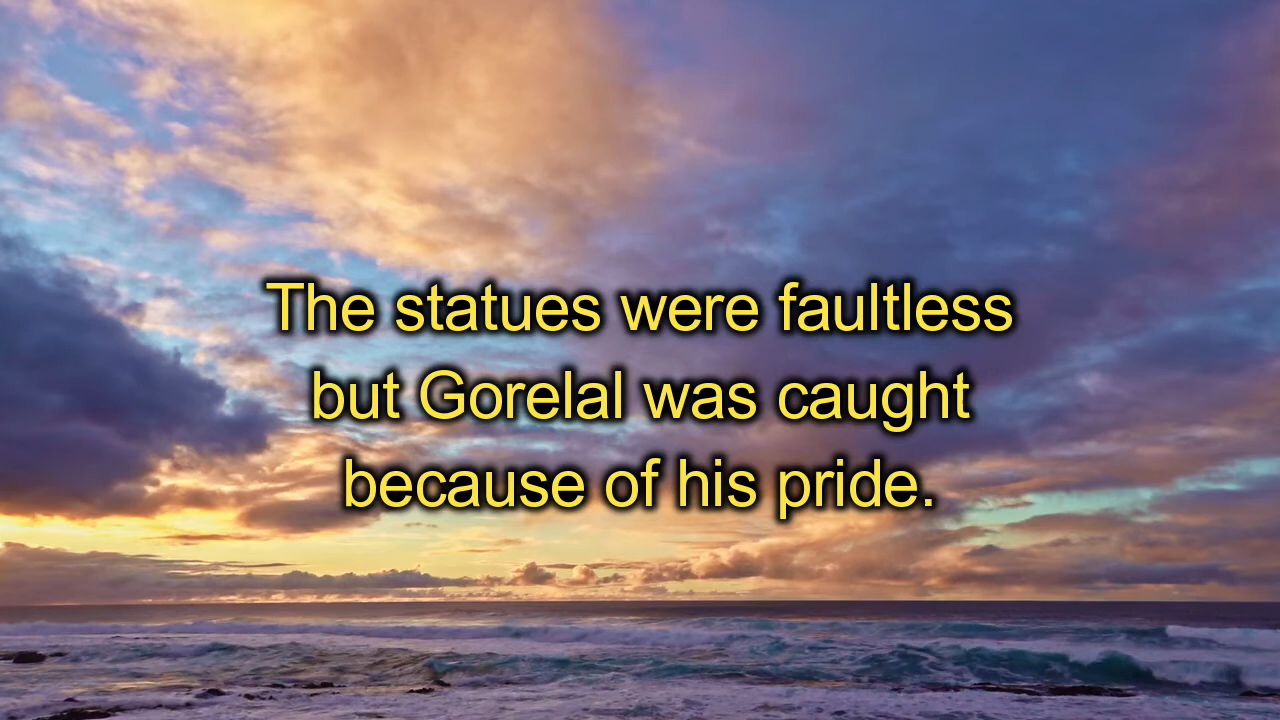 The statues were faultless
but Gorelal was caught
because of his pride.